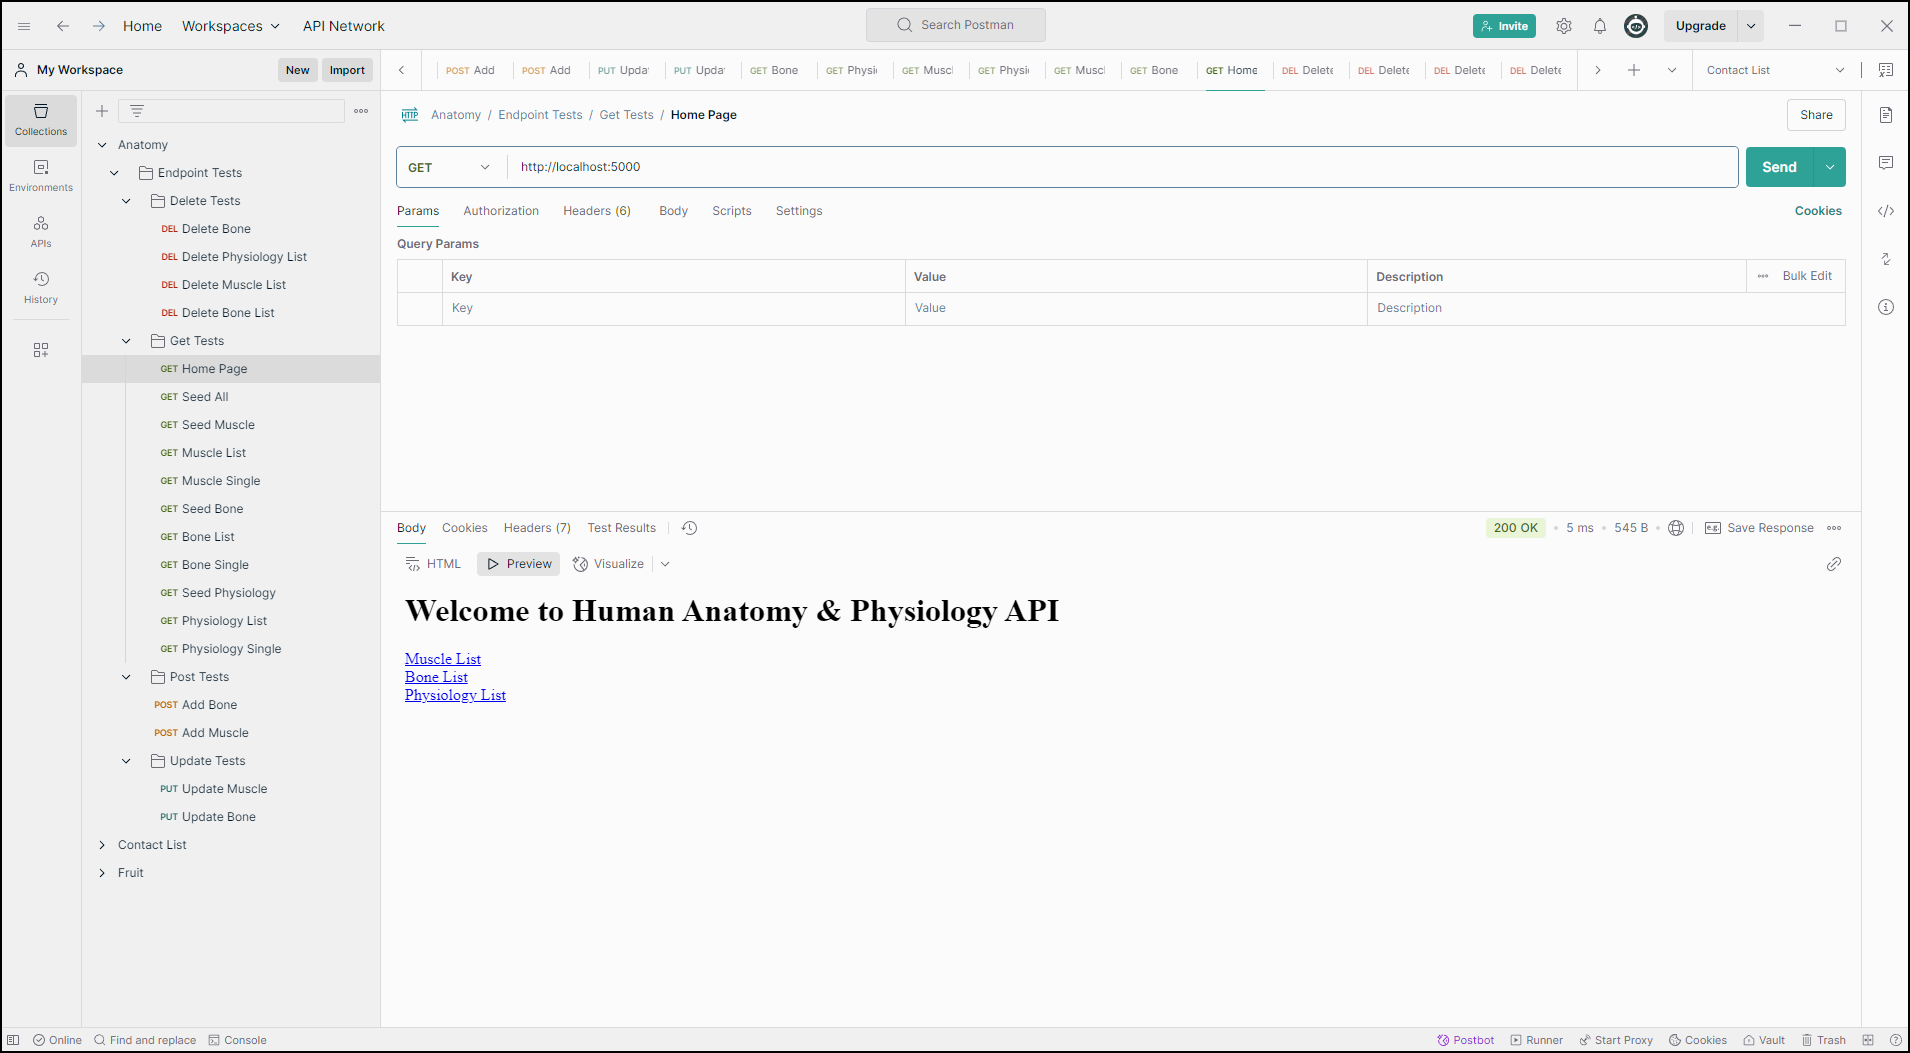 Home Workspaces API Network Search Postman Invite Upgrade
My Workspace New Import
POST Add POST Add PUT Upda PUT Upda GET Bone GET Physi GET Muscl GET Physi GET Muscl GET Bone GET Home DEL Delete DEL Delete DEL Delete DEL Delete Contact List
Collections
Environments
APIs
History
Anatomy
Endpoint Tests
Delete Tests
DEL Delete Bone
DEL Delete Physiology List
DEL Delete Muscle List
DEL Delete Bone List
Get Tests
GET Home Page
GET Seed All
GET Seed Muscle
GET Muscle List
GET Muscle Single
GET Seed Bone
GET Bone List
GET Bone Single
GET Seed Physiology
GET Physiology List
GET Physiology Single
Post Tests
POST Add Bone
POST Add Muscle
Update Tests
PUT Update Muscle
PUT Update Bone
Contact List
Fruit
HTTP Anatomy / Endpoint Tests / Get Tests / Home Page Share
GET http://localhost:5000 Send
Params Authorization Headers (6) Body Scripts Settings Cookies
Query Params
Key Value Description Bulk Edit
Key Value Description
Body Cookies Headers (7) Test Results 200 OK • 5 ms • 545 B • e.g. Save Response
HTML Preview Visualize
Welcome to Human Anatomy & Physiology API
Muscle List
Bone List
Physiology List
Online Find and replace Console Postbot Runner Start Proxy Cookies Vault Trash